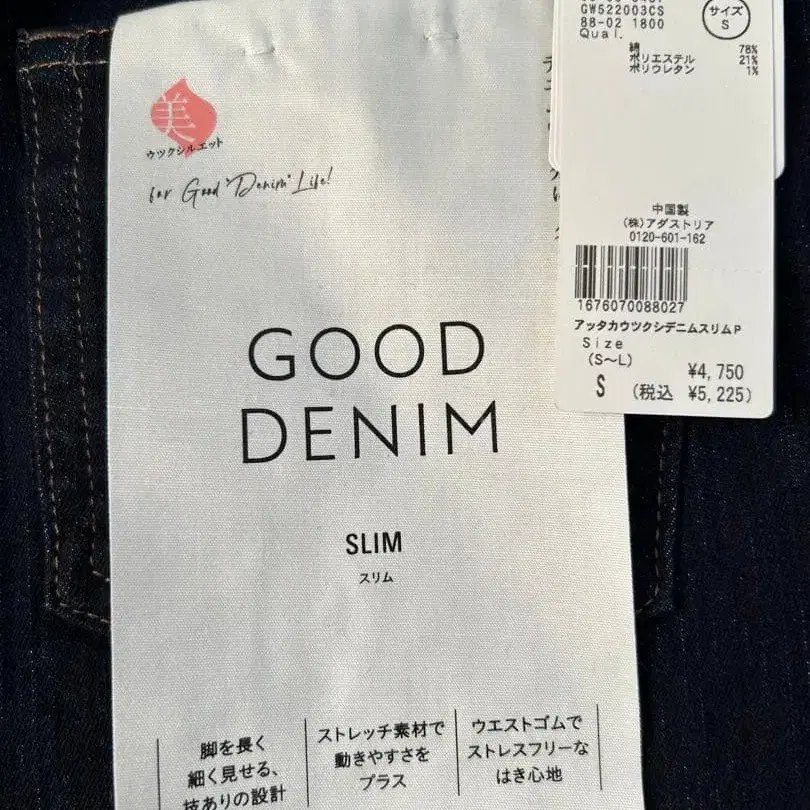 美
ウツクシルエット
for Good "Denim" Life!
GOOD
DENIM
SLIM
スリム
脚を長く
細く見せる、
技ありの設計
ストレッチ素材で
動きやすさを
プラス
ウエストゴムで
ストレスフリーな
はき心地
GW522003CS
88-02 1800
Qual.
サイズ
S
綿 78%
ポリエステル 21%
ポリウレタン 1%
中国製
(株)アダストリア
0120-601-162
1676070088027
アッタカウツクシデニムスリムP
Size
(S〜L)
S
¥4,750
(税込 ¥5,225)